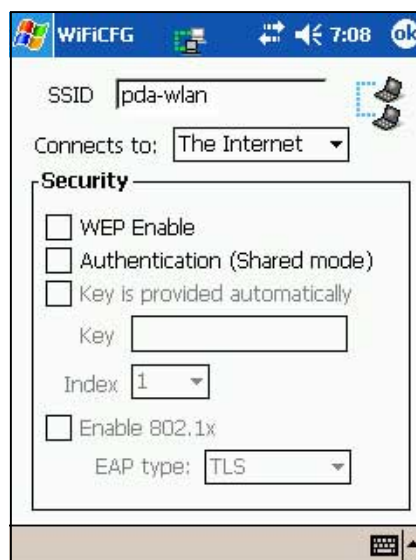 WiFiCFG 7:08 ok
SSID pda-wlan
Connects to: The Internet
Security
WEP Enable
Authentication (Shared mode)
Key is provided automatically
Key
Index 1
Enable 802.1x
EAP type: TLS